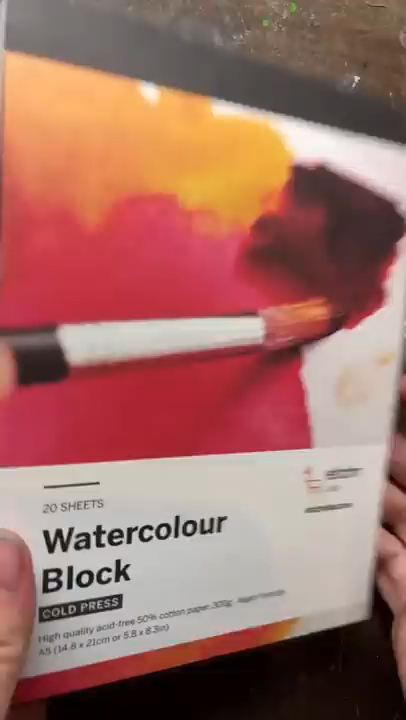 20 SHEETS
Watercolour
Block
COLD PRESS
High quality acid-free 50% cotton paper 300g
A5 (14.8 x 21cm or 5.8 x 8.3in)